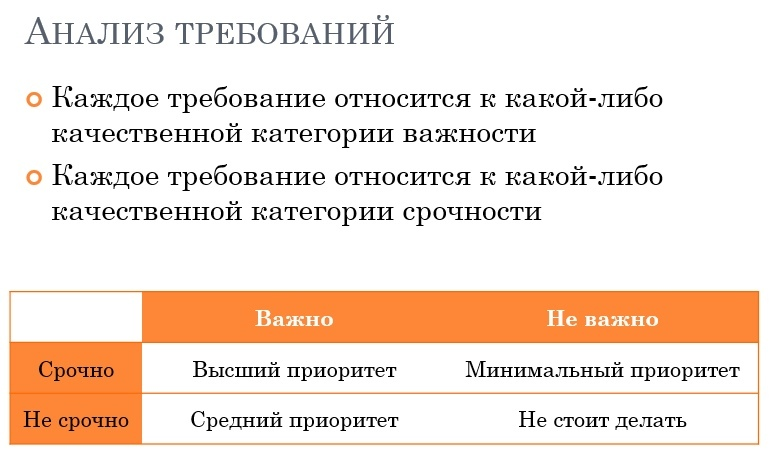 Анализ требований
Каждое требование относится к какой-либо
качественной категории важности
Каждое требование относится к какой-либо
качественной категории срочности
Важно Не важно
Срочно Высший приоритет Минимальный приоритет
Не срочно Средний приоритет Не стоит делать